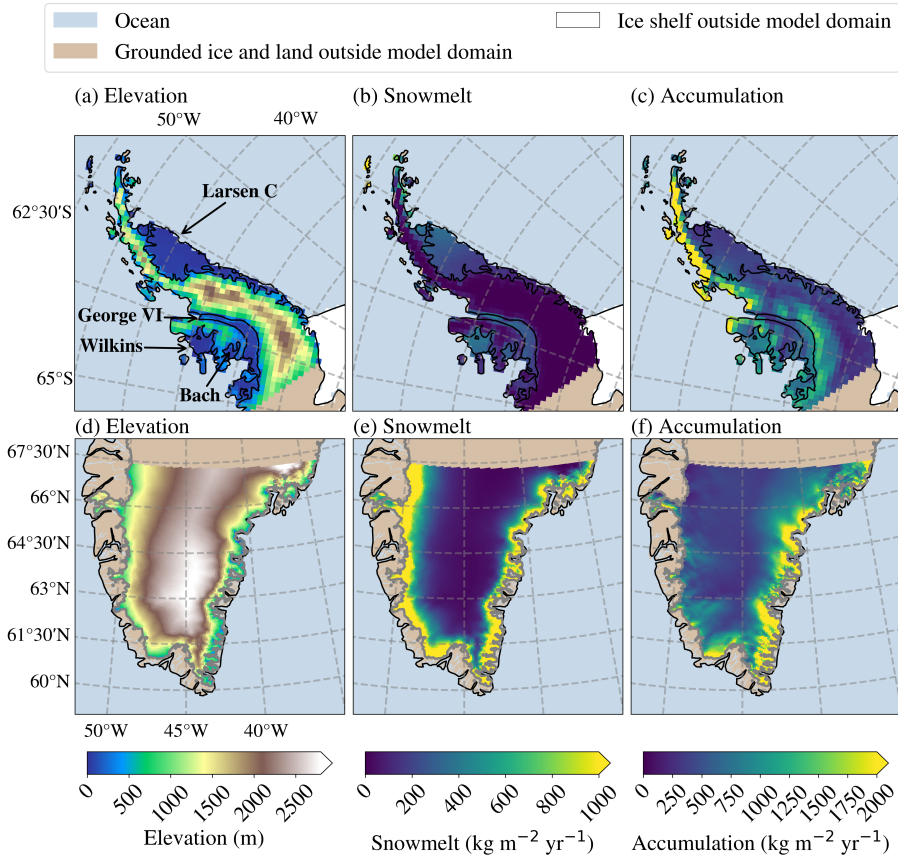 Ocean
Ice shelf outside model domain
Grounded ice and land outside model domain
(a) Elevation
(b) Snowmelt
(c) Accumulation
50°W
40°W
Larsen C
62°30′S
George VI
Wilkins
Bach
65°S
(d) Elevation
(e) Snowmelt
(f) Accumulation
67°30′N
66°N
64°30′N
63°N
61°30′N
60°N
50°W
45°W
40°W
0
500
1000
1500
2000
2500
Elevation (m)
0
200
400
600
800
1000
Snowmelt (kg m⁻² yr⁻¹)
0
250
500
750
1000
1250
1500
1750
2000
Accumulation (kg m⁻² yr⁻¹)